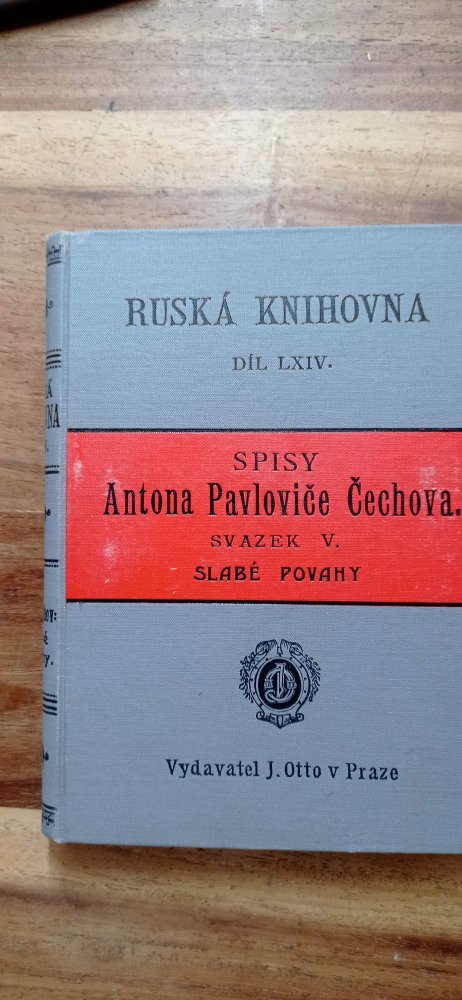 RUSKÁ KNIHOVNA
DÍL LXIV.
SPISY
Antona Pavloviče Čechova.
SVAZEK V.
SLABÉ POVAHY
Vydavatel J. Otto v Praze